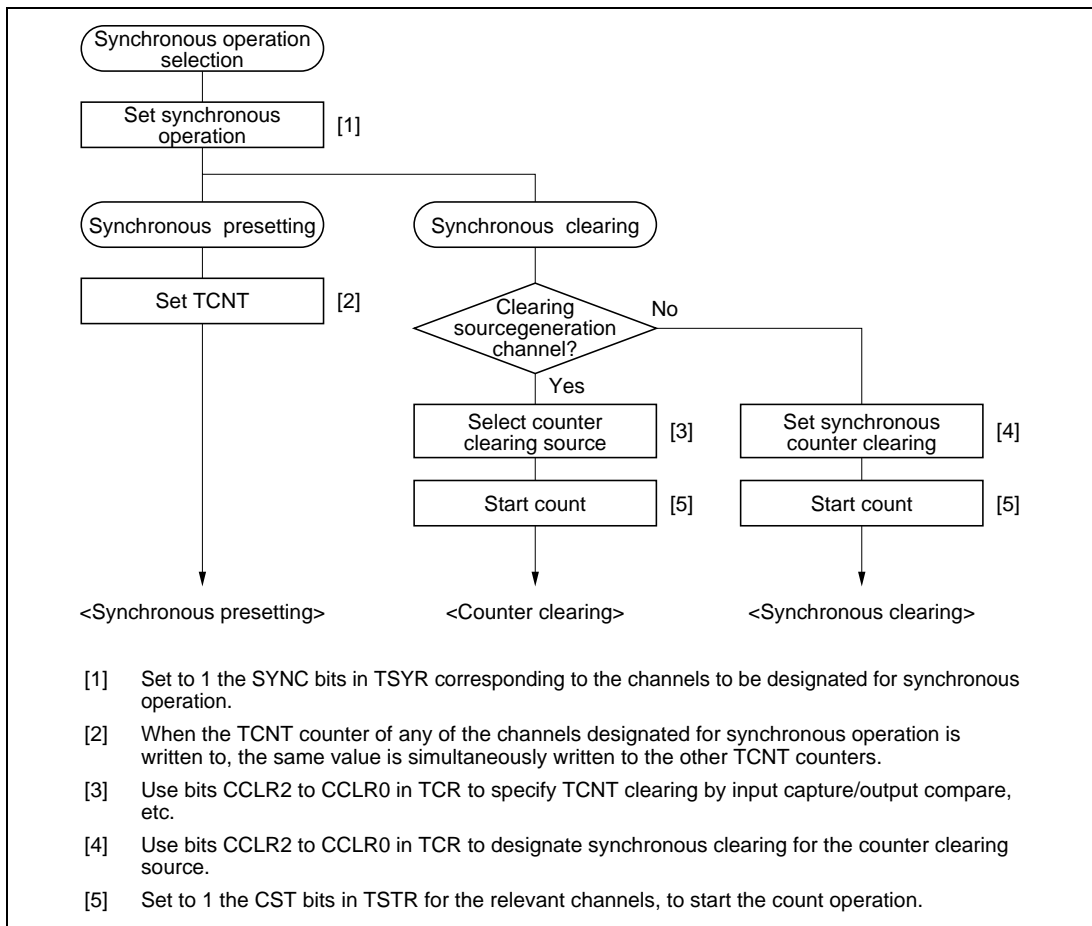 Synchronous operation
selection
Set synchronous
operation
[1]
Synchronous presetting
Synchronous clearing
Set TCNT
[2]
Clearing
sourcegeneration
channel?
No
Yes
Select counter
clearing source
[3]
Set synchronous
counter clearing
[4]
Start count
[5]
Start count
[5]
<Synchronous presetting>
<Counter clearing>
<Synchronous clearing>
[1] Set to 1 the SYNC bits in TSYR corresponding to the channels to be designated for synchronous
operation.
[2] When the TCNT counter of any of the channels designated for synchronous operation is
written to, the same value is simultaneously written to the other TCNT counters.
[3] Use bits CCLR2 to CCLR0 in TCR to specify TCNT clearing by input capture/output compare,
etc.
[4] Use bits CCLR2 to CCLR0 in TCR to designate synchronous clearing for the counter clearing
source.
[5] Set to 1 the CST bits in TSTR for the relevant channels, to start the count operation.